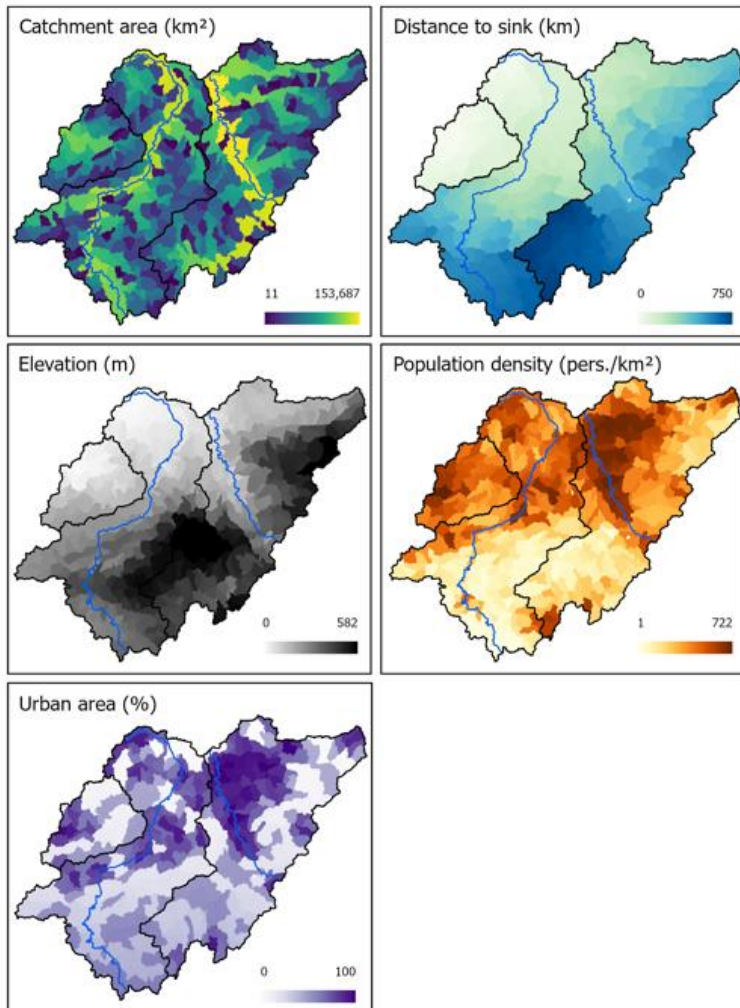 Catchment area (km²)
11 153,687
Distance to sink (km)
0 750
Elevation (m)
0 582
Population density (pers./km²)
1 722
Urban area (%)
0 100